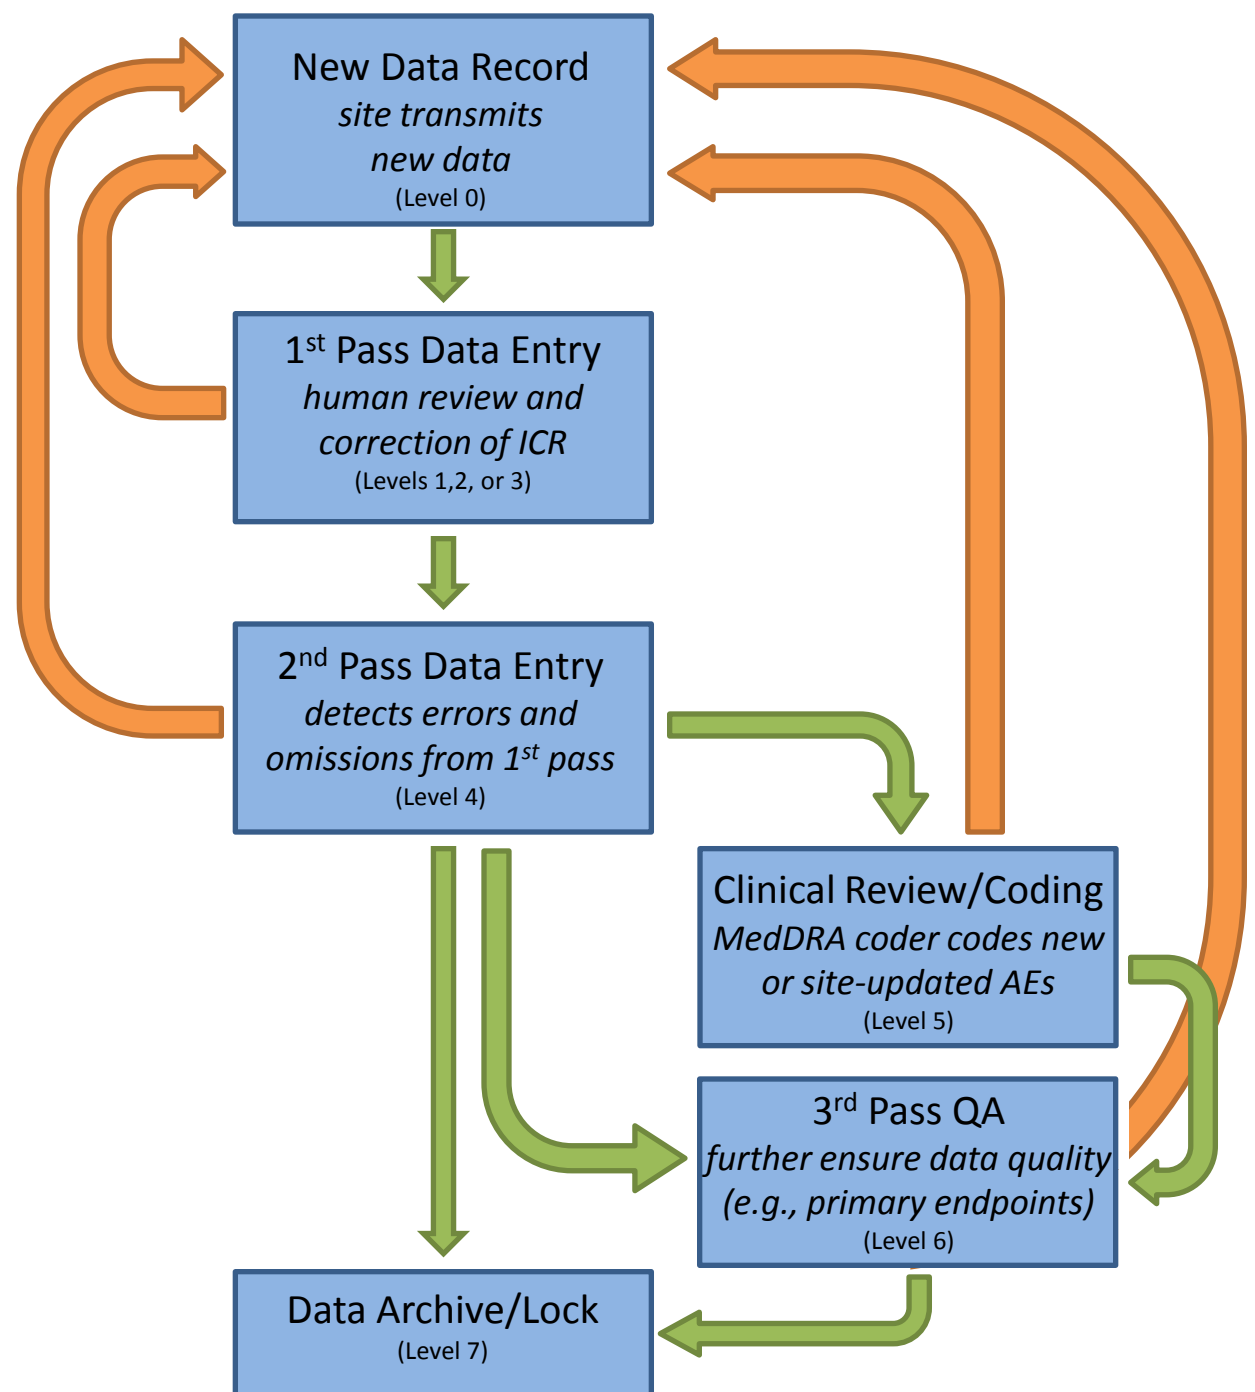 New Data Record
site transmits
new data
(Level 0)
1st Pass Data Entry
human review and
correction of ICR
(Levels 1,2, or 3)
2nd Pass Data Entry
detects errors and
omissions from 1st pass
(Level 4)
Clinical Review/Coding
MedDRA coder codes new
or site-updated AEs
(Level 5)
3rd Pass QA
further ensure data quality
(e.g., primary endpoints)
(Level 6)
Data Archive/Lock
(Level 7)